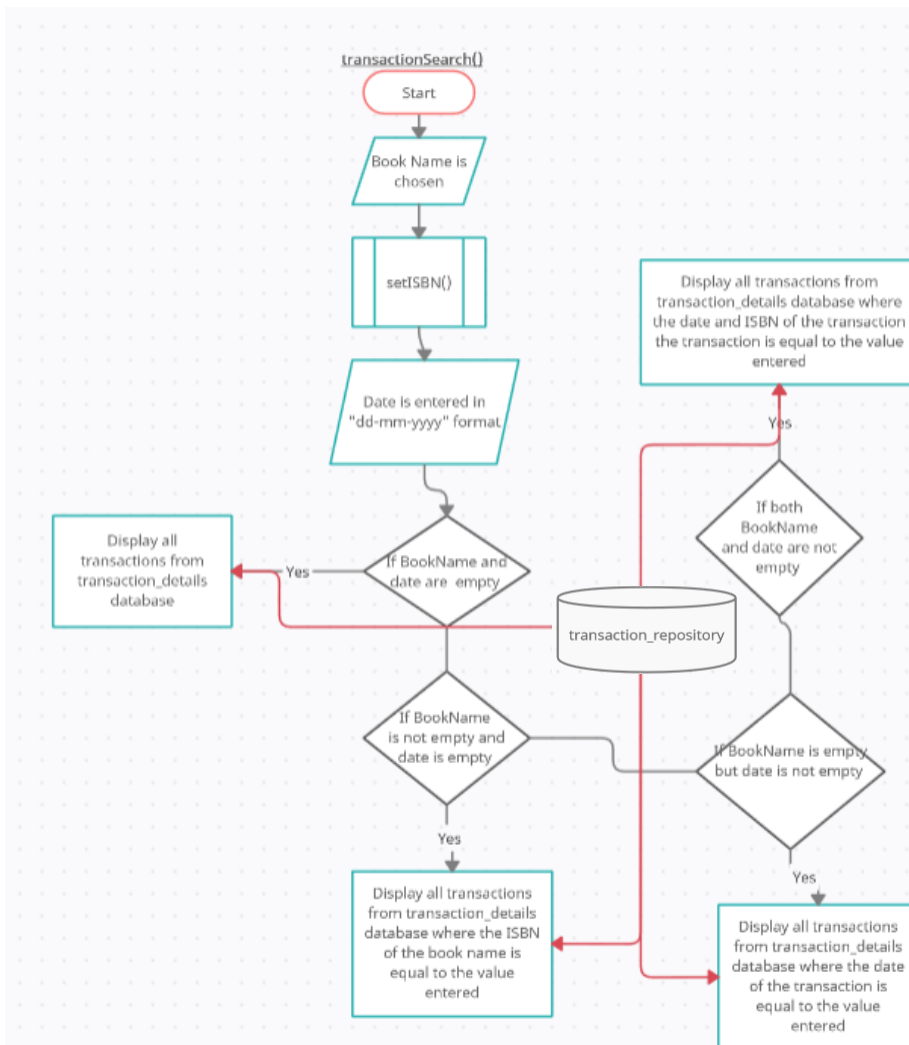 transactionSearch()
Start
Book Name is
chosen
setISBN()
Date is entered in
"dd-mm-yyyy" format
If BookName and
date are empty
Yes
Display all
transactions from
transaction_details
database
If BookName
is not empty and
date is empty
Yes
Display all transactions
from transaction_details
database where the ISBN
of the book name is
equal to the value
entered
transaction_repository
If BookName is empty
but date is not empty
Yes
Display all transactions
from transaction_details
database where the date
of the transaction is
equal to the value
entered
If both
BookName
and date are not
empty
Yes
Display all transactions from
transaction_details database where
the date and ISBN of the transaction
the transaction is equal to the value
entered